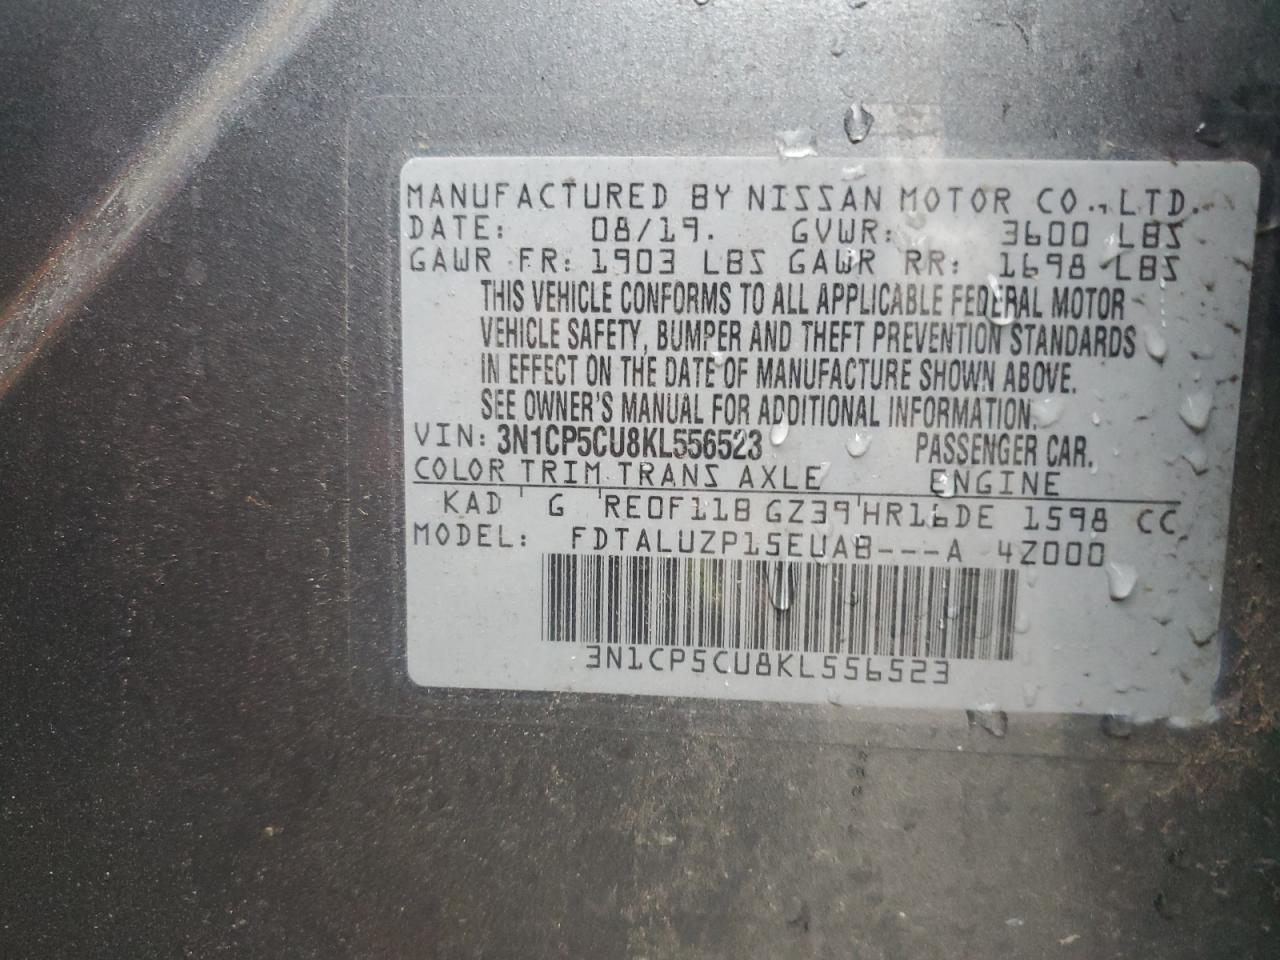 MANUFACTURED BY NISSAN MOTOR CO., LTD.
DATE: 08/19. GVWR: 3600 LBS
GAWR FR: 1903 LBS GAWR RR: 1698 LBS
THIS VEHICLE CONFORMS TO ALL APPLICABLE FEDERAL MOTOR
VEHICLE SAFETY, BUMPER AND THEFT PREVENTION STANDARDS
IN EFFECT ON THE DATE OF MANUFACTURE SHOWN ABOVE.
SEE OWNER'S MANUAL FOR ADDITIONAL INFORMATION.
VIN: 3N1CP5CU8KL556523 PASSENGER CAR.
COLOR TRIM TRANS AXLE ENGINE
KAD G RE0F11B GZ39 HR16DE 1598 CC
MODEL: FDTALUZP15EUAB---A 4Z000
3N1CP5CU8KL556523